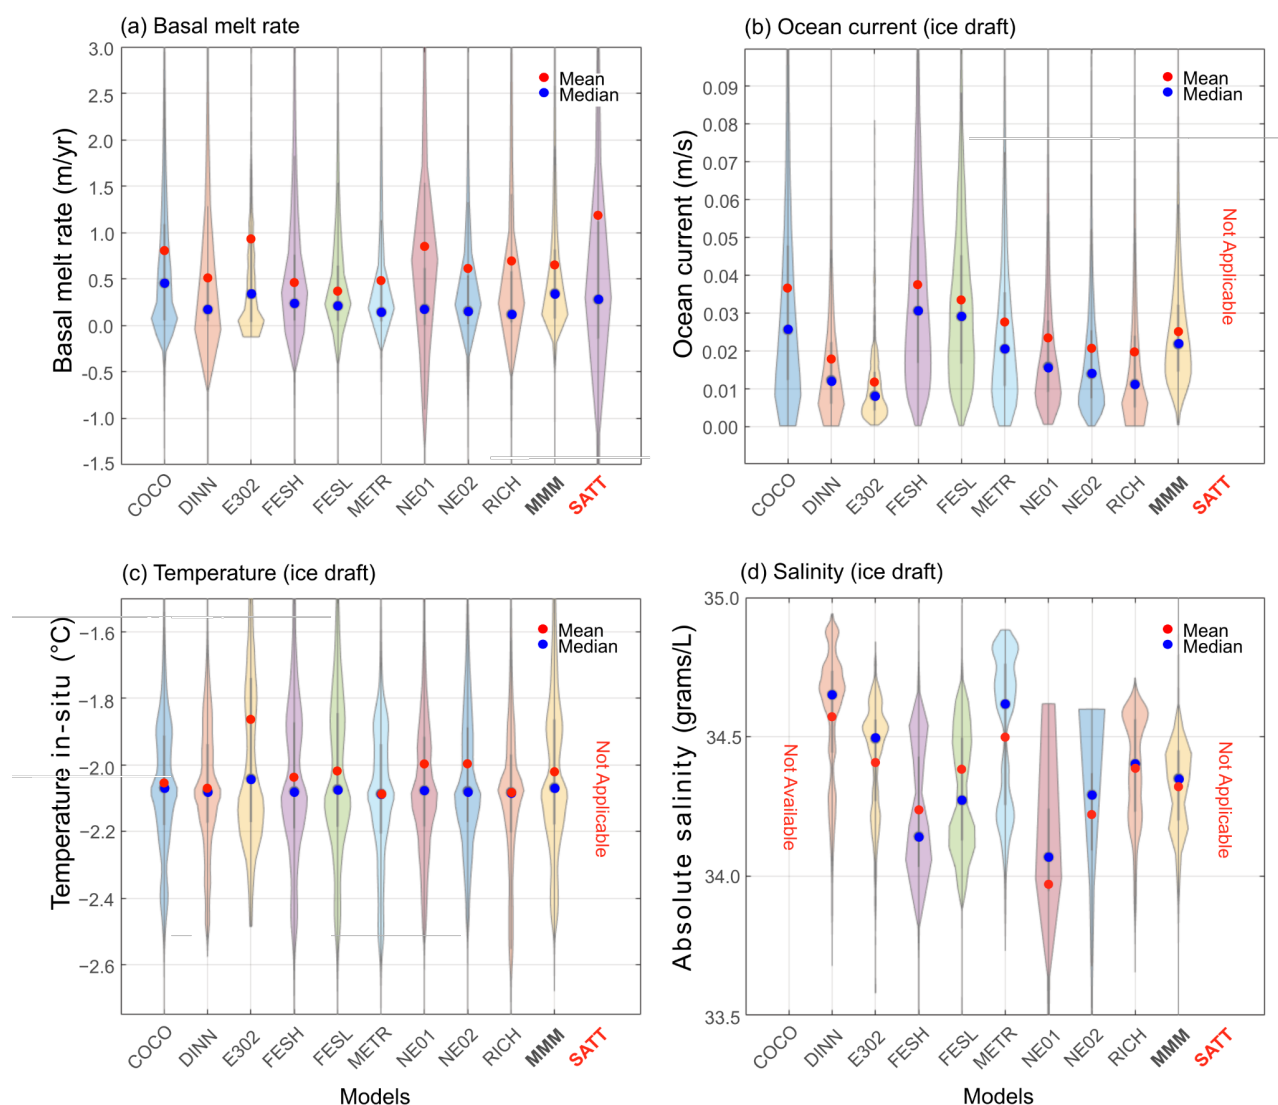 (a) Basal melt rate
Basal melt rate (m/yr)
3.0
2.5
2.0
1.5
1.0
0.5
0.0
-0.5
-1.0
-1.5
Mean
Median
COCO
DINN
E302
FESH
FESL
METR
NE01
NE02
RICH
MMM
SATT
(b) Ocean current (ice draft)
Ocean current (m/s)
0.09
0.08
0.07
0.06
0.05
0.04
0.03
0.02
0.01
0.00
Mean
Median
Not Applicable
COCO
DINN
E302
FESH
FESL
METR
NE01
NE02
RICH
MMM
SATT
(c) Temperature (ice draft)
Temperature in-situ (°C)
−1.6
−1.8
−2.0
−2.2
−2.4
−2.6
Mean
Median
Not Applicable
COCO
DINN
E302
FESH
FESL
METR
NE01
NE02
RICH
MMM
SATT
Models
(d) Salinity (ice draft)
Absolute salinity (grams/L)
35.0
34.5
34.0
33.5
Mean
Median
Not Available
Not Applicable
COCO
DINN
E302
FESH
FESL
METR
NE01
NE02
RICH
MMM
SATT
Models